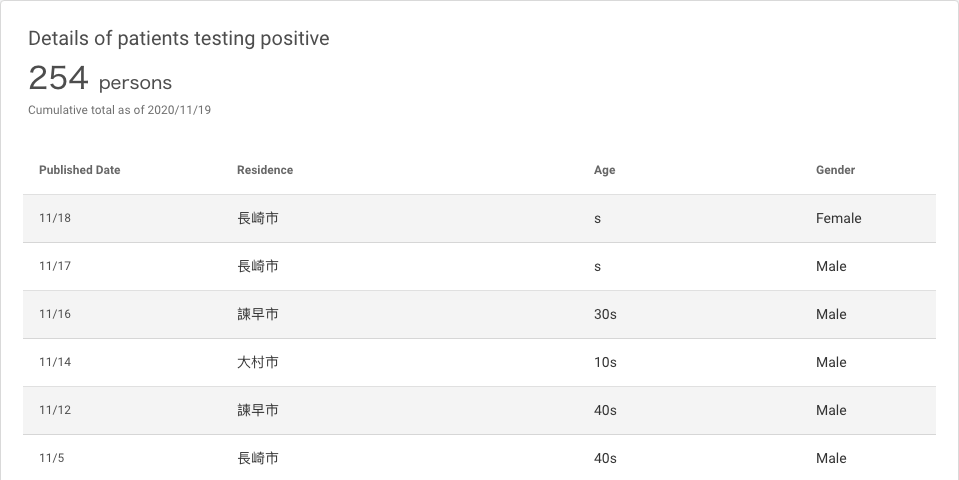 Details of patients testing positive
254 persons
Cumulative total as of 2020/11/19
Published Date Residence Age Gender
11/18 長崎市 s Female
11/17 長崎市 s Male
11/16 諫早市 30s Male
11/14 大村市 10s Male
11/12 諫早市 40s Male
11/5 長崎市 40s Male